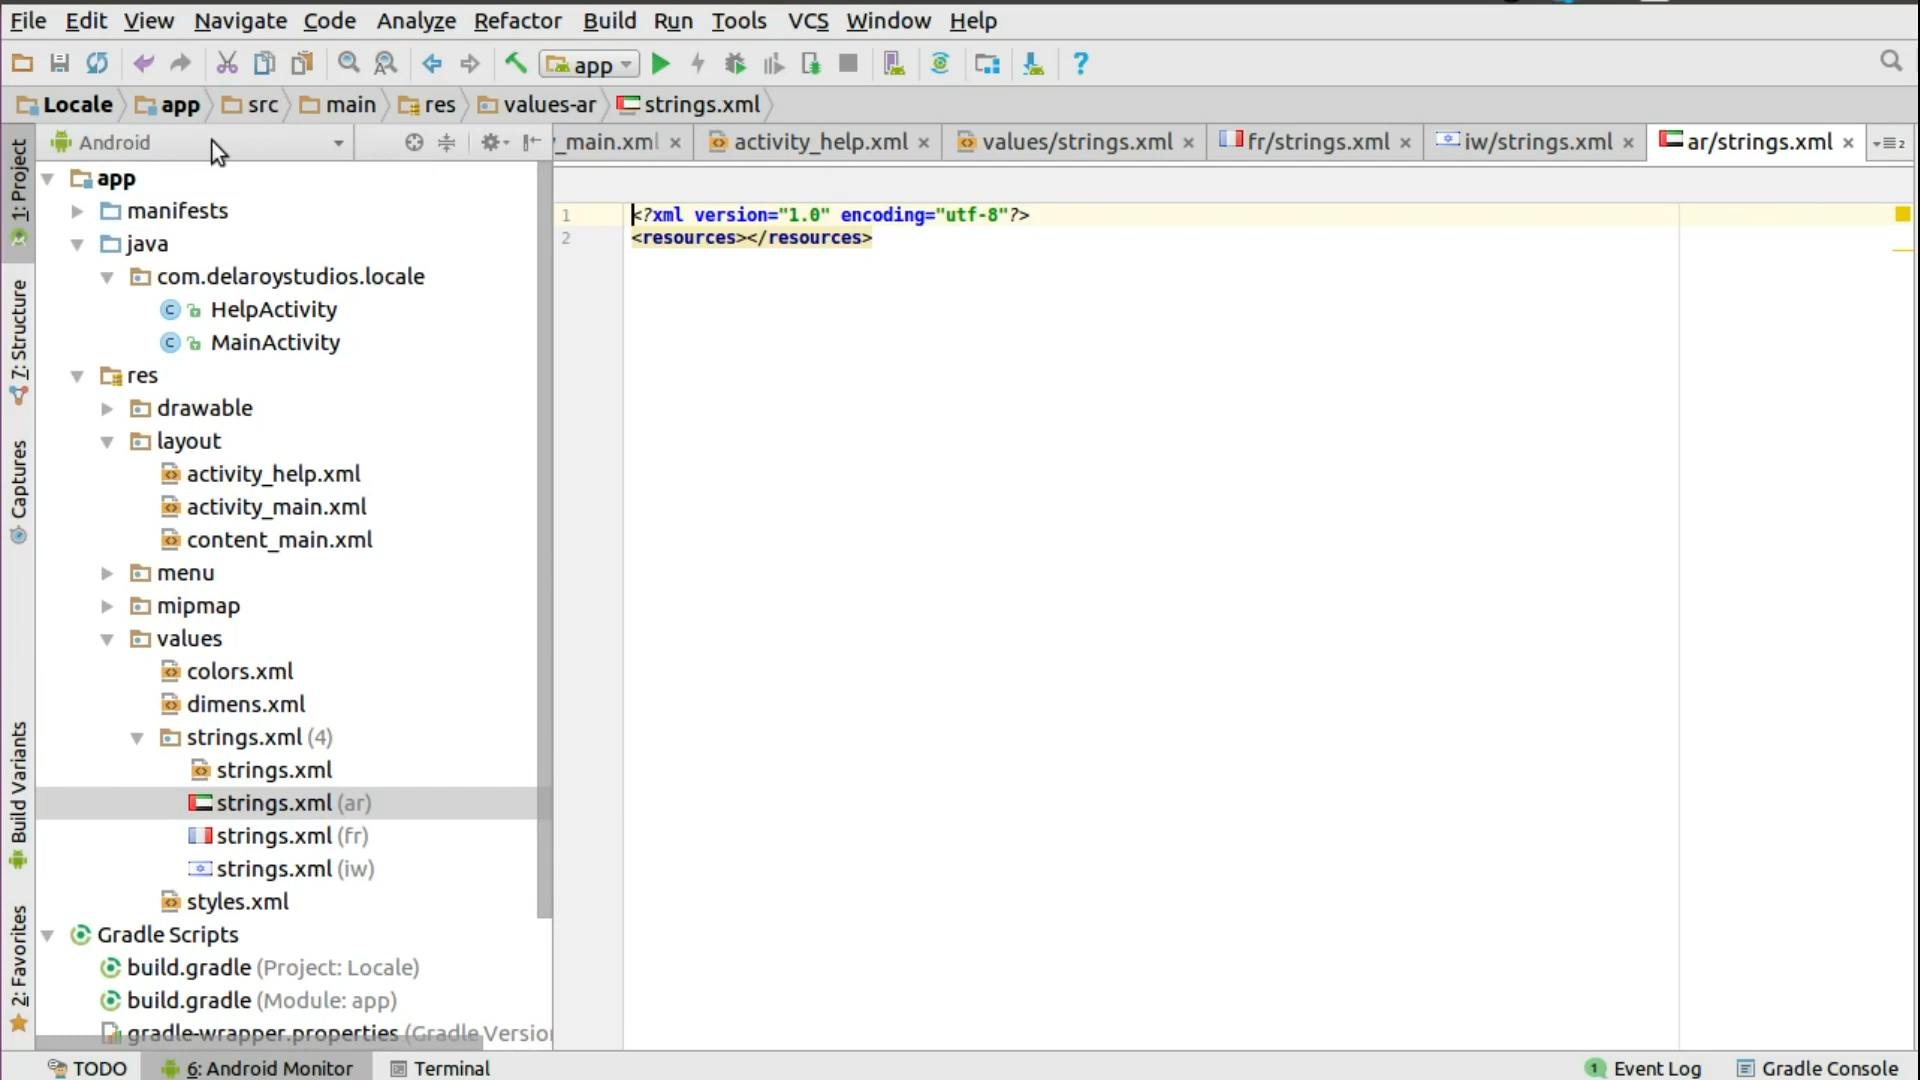 File Edit View Navigate Code Analyze Refactor Build Run Tools VCS Window Help
app
Locale app src main res values-ar strings.xml
1: Project
Android
_main.xml activity_help.xml values/strings.xml fr/strings.xml iw/strings.xml ar/strings.xml 2
app
manifests
java
com.delaroystudios.locale
HelpActivity
MainActivity
res
drawable
layout
activity_help.xml
activity_main.xml
content_main.xml
menu
mipmap
values
colors.xml
dimens.xml
strings.xml (4)
strings.xml
strings.xml (ar)
strings.xml (fr)
strings.xml (iw)
styles.xml
Gradle Scripts
build.gradle (Project: Locale)
build.gradle (Module: app)
gradle-wrapper.properties (Gradle Version
7: Structure
Captures
Build Variants
2: Favorites
1 <?xml version="1.0" encoding="utf-8"?>
2 <resources></resources>
TODO 6: Android Monitor Terminal 1 Event Log Gradle Console